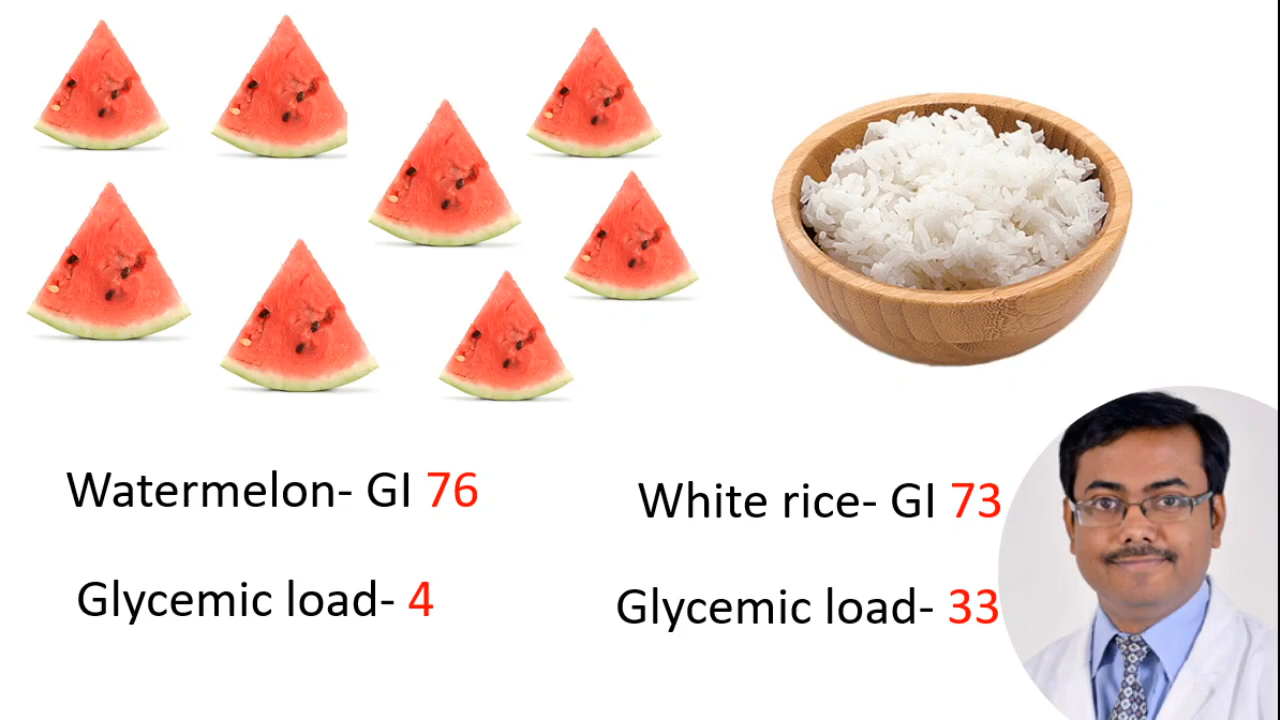 Watermelon- GI 76
Glycemic load- 4
White rice- GI 73
Glycemic load- 33